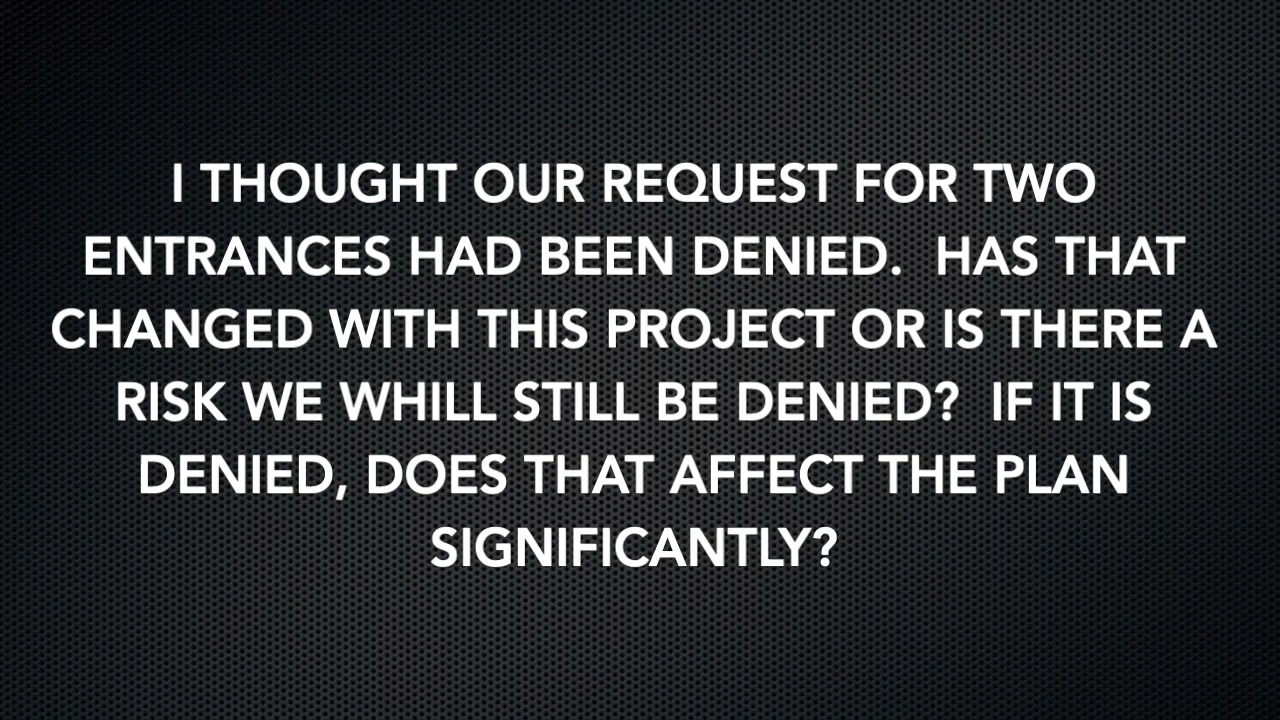 I THOUGHT OUR REQUEST FOR TWO
ENTRANCES HAD BEEN DENIED.  HAS THAT
CHANGED WITH THIS PROJECT OR IS THERE A
RISK WE WHILL STILL BE DENIED?  IF IT IS
DENIED, DOES THAT AFFECT THE PLAN
SIGNIFICANTLY?